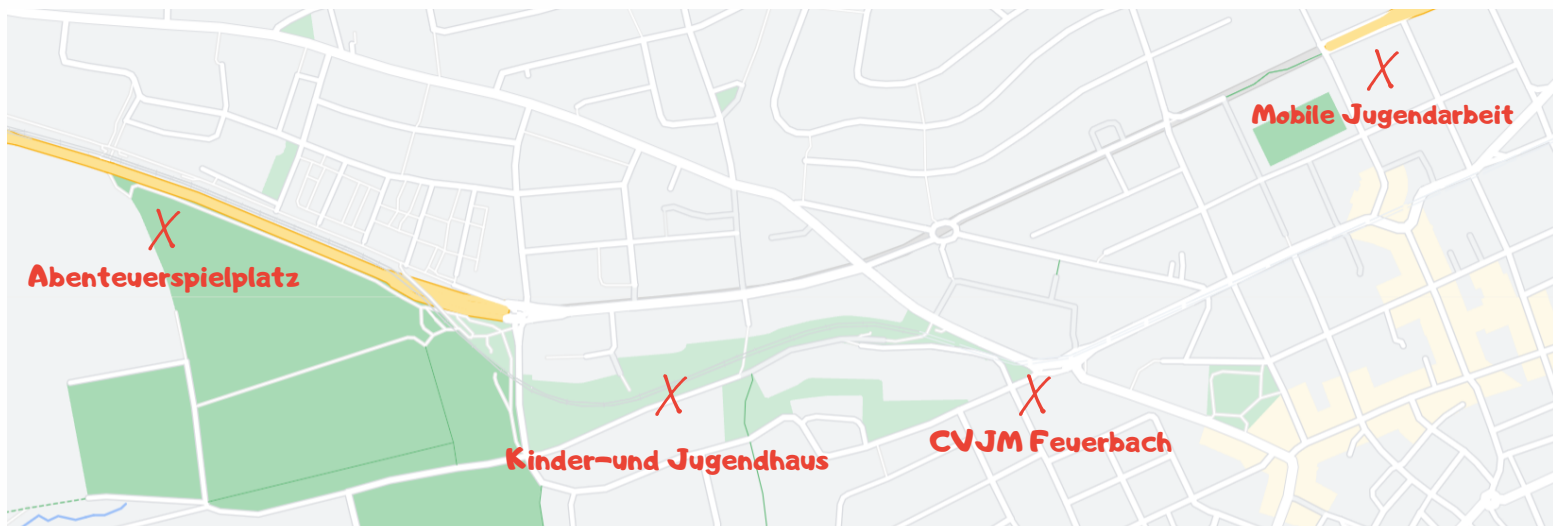 Mobile Jugendarbeit
Abenteuerspielplatz
CVJM Feuerbach
Kinder-und Jugendhaus